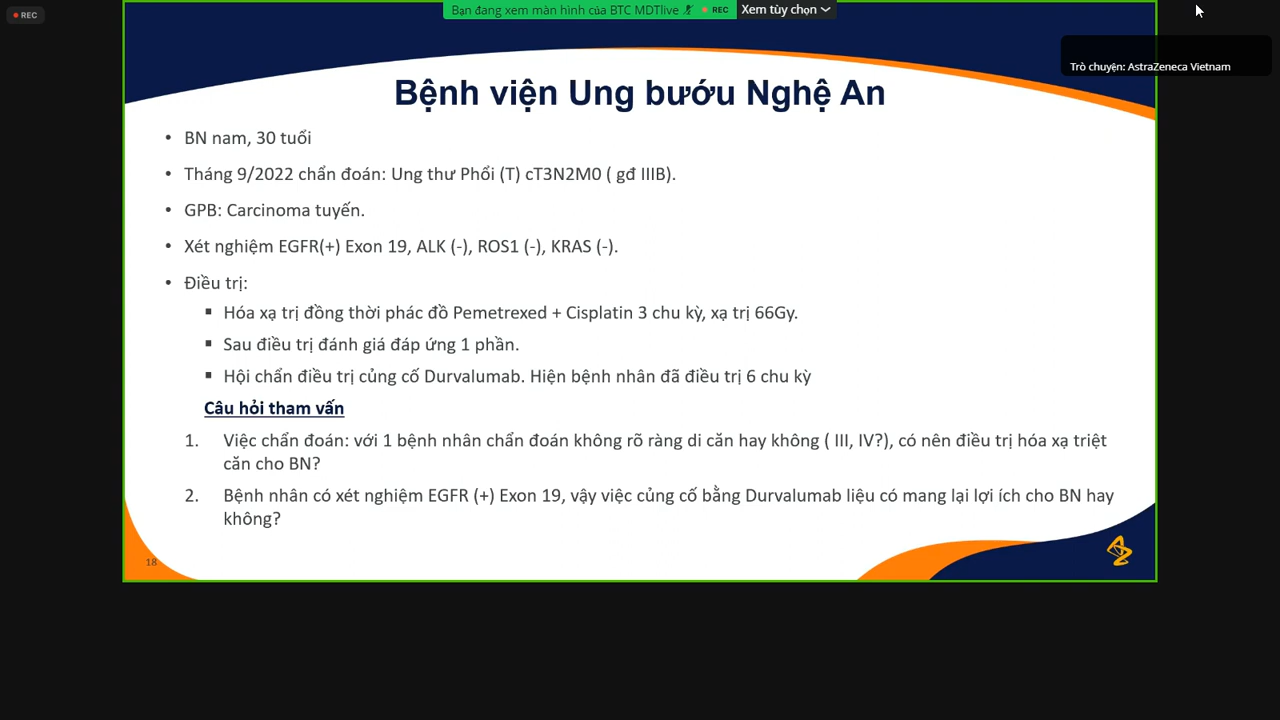 REC
Bạn đang xem màn hình của BTC MDTlive REC Xem tùy chọn
Trò chuyện: AstraZeneca Vietnam
Bệnh viện Ung bướu Nghệ An
• BN nam, 30 tuổi
• Tháng 9/2022 chẩn đoán: Ung thư Phổi (T) cT3N2M0 ( gđ IIIB).
• GPB: Carcinoma tuyến.
• Xét nghiệm EGFR(+) Exon 19, ALK (-), ROS1 (-), KRAS (-).
• Điều trị:
▪ Hóa xạ trị đồng thời phác đồ Pemetrexed + Cisplatin 3 chu kỳ, xạ trị 66Gy.
▪ Sau điều trị đánh giá đáp ứng 1 phần.
▪ Hội chẩn điều trị củng cố Durvalumab. Hiện bệnh nhân đã điều trị 6 chu kỳ
Câu hỏi tham vấn
1. Việc chẩn đoán: với 1 bệnh nhân chẩn đoán không rõ ràng di căn hay không ( III, IV?), có nên điều trị hóa xạ triệt
căn cho BN?
2. Bệnh nhân có xét nghiệm EGFR (+) Exon 19, vậy việc củng cố bằng Durvalumab liệu có mang lại lợi ích cho BN hay
không?
18